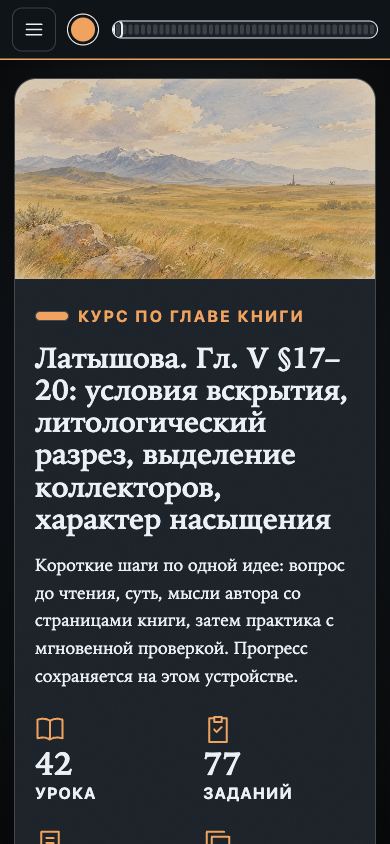 КУРС ПО ГЛАВЕ КНИГИ
Латышова. Гл. V §17–
20: условия вскрытия,
литологический
разрез, выделение
коллекторов,
характер насыщения
Короткие шаги по одной идее: вопрос
до чтения, суть, мысли автора со
страницами книги, затем практика с
мгновенной проверкой. Прогресс
сохраняется на этом устройстве.
42 77
УРОКА ЗАДАНИЙ